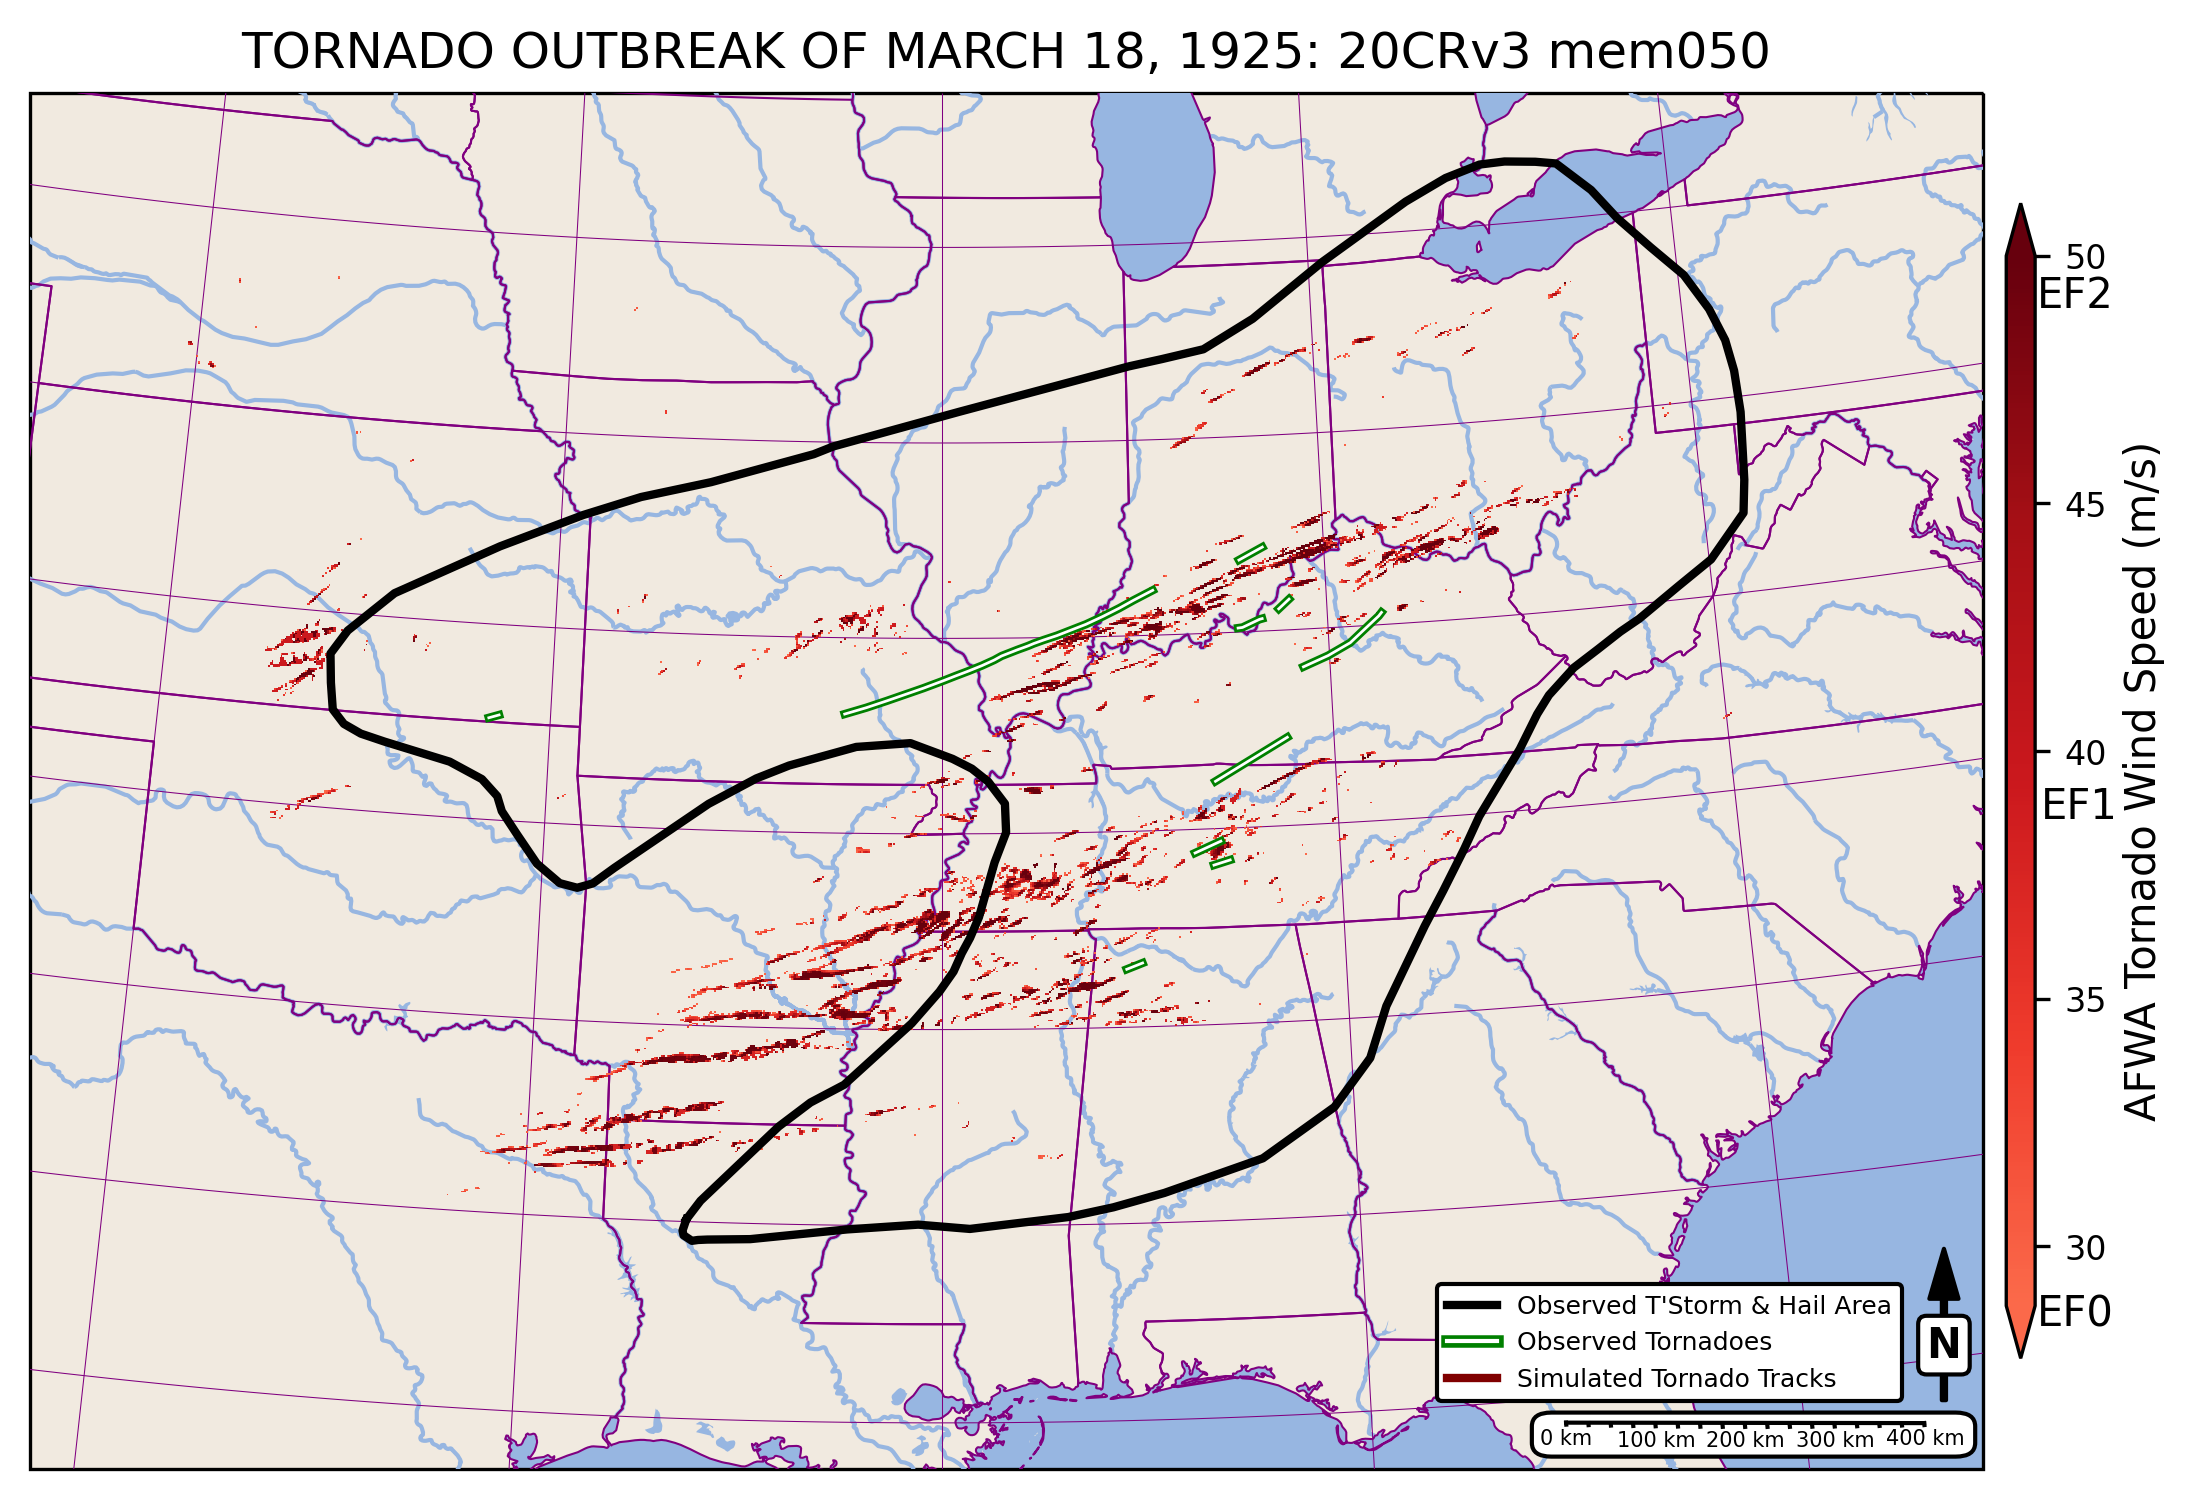 TORNADO OUTBREAK OF MARCH 18, 1925: 20CRv3 mem050
50
EF2
45
40
EF1
35
30
EF0
AFWA Tornado Wind Speed (m/s)
Observed T'Storm & Hail Area
Observed Tornadoes
Simulated Tornado Tracks
N
0 km 100 km 200 km 300 km 400 km